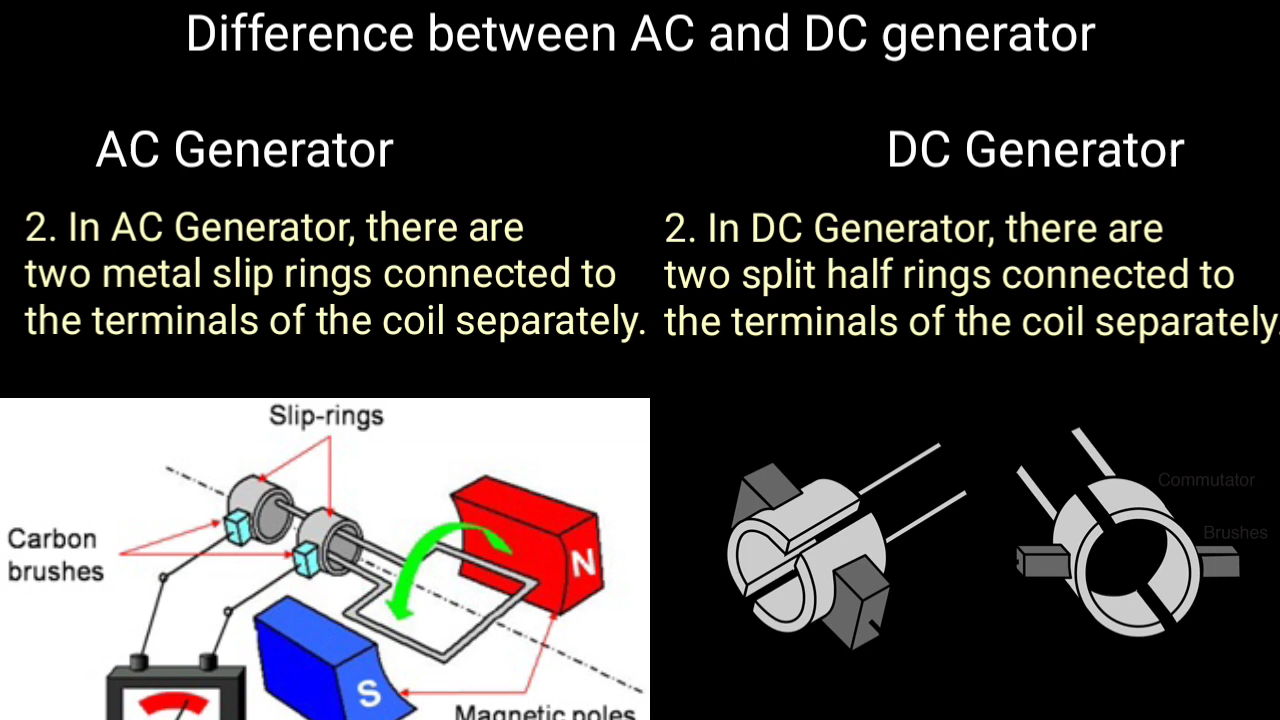 Difference between AC and DC generator
AC Generator
2. In AC Generator, there are
two metal slip rings connected to
the terminals of the coil separately.
DC Generator
2. In DC Generator, there are
two split half rings connected to
the terminals of the coil separately.
Slip-rings
Carbon
brushes
N
S
Magnetic poles
Commutator
Brushes